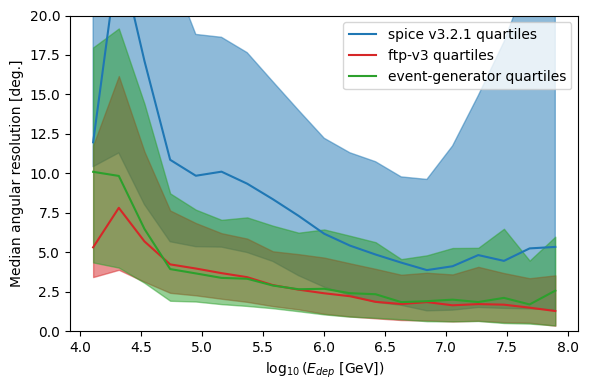 20.0
17.5
15.0
12.5
10.0
7.5
5.0
2.5
0.0
Median angular resolution [deg.]
spice v3.2.1 quartiles
ftp-v3 quartiles
event-generator quartiles
4.0 4.5 5.0 5.5 6.0 6.5 7.0 7.5 8.0
log₁₀(E_dep [GeV])